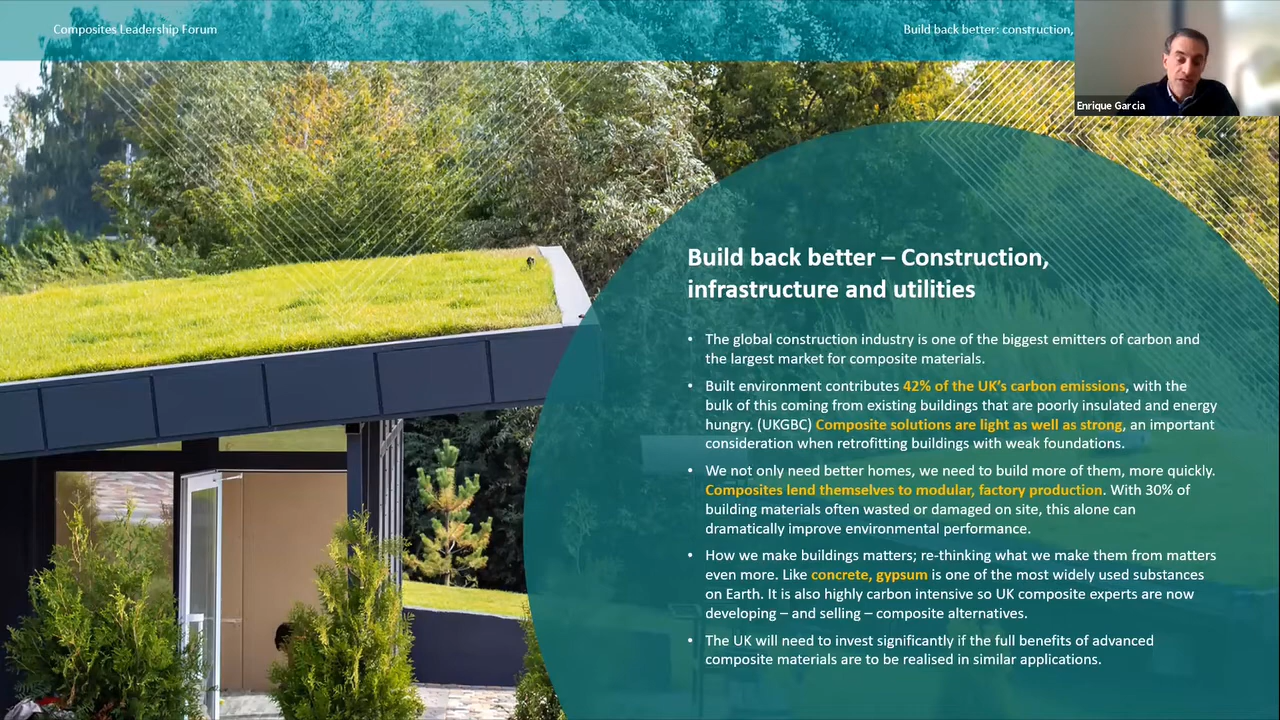 Composites Leadership Forum
Build back better: construction,
Enrique Garcia
Build back better – Construction,
infrastructure and utilities
• The global construction industry is one of the biggest emitters of carbon and
the largest market for composite materials.
• Built environment contributes 42% of the UK's carbon emissions, with the
bulk of this coming from existing buildings that are poorly insulated and energy
hungry. (UKGBC) Composite solutions are light as well as strong, an important
consideration when retrofitting buildings with weak foundations.
• We not only need better homes, we need to build more of them, more quickly.
Composites lend themselves to modular, factory production. With 30% of
building materials often wasted or damaged on site, this alone can
dramatically improve environmental performance.
• How we make buildings matters; re-thinking what we make them from matters
even more. Like concrete, gypsum is one of the most widely used substances
on Earth. It is also highly carbon intensive so UK composite experts are now
developing – and selling – composite alternatives.
• The UK will need to invest significantly if the full benefits of advanced
composite materials are to be realised in similar applications.